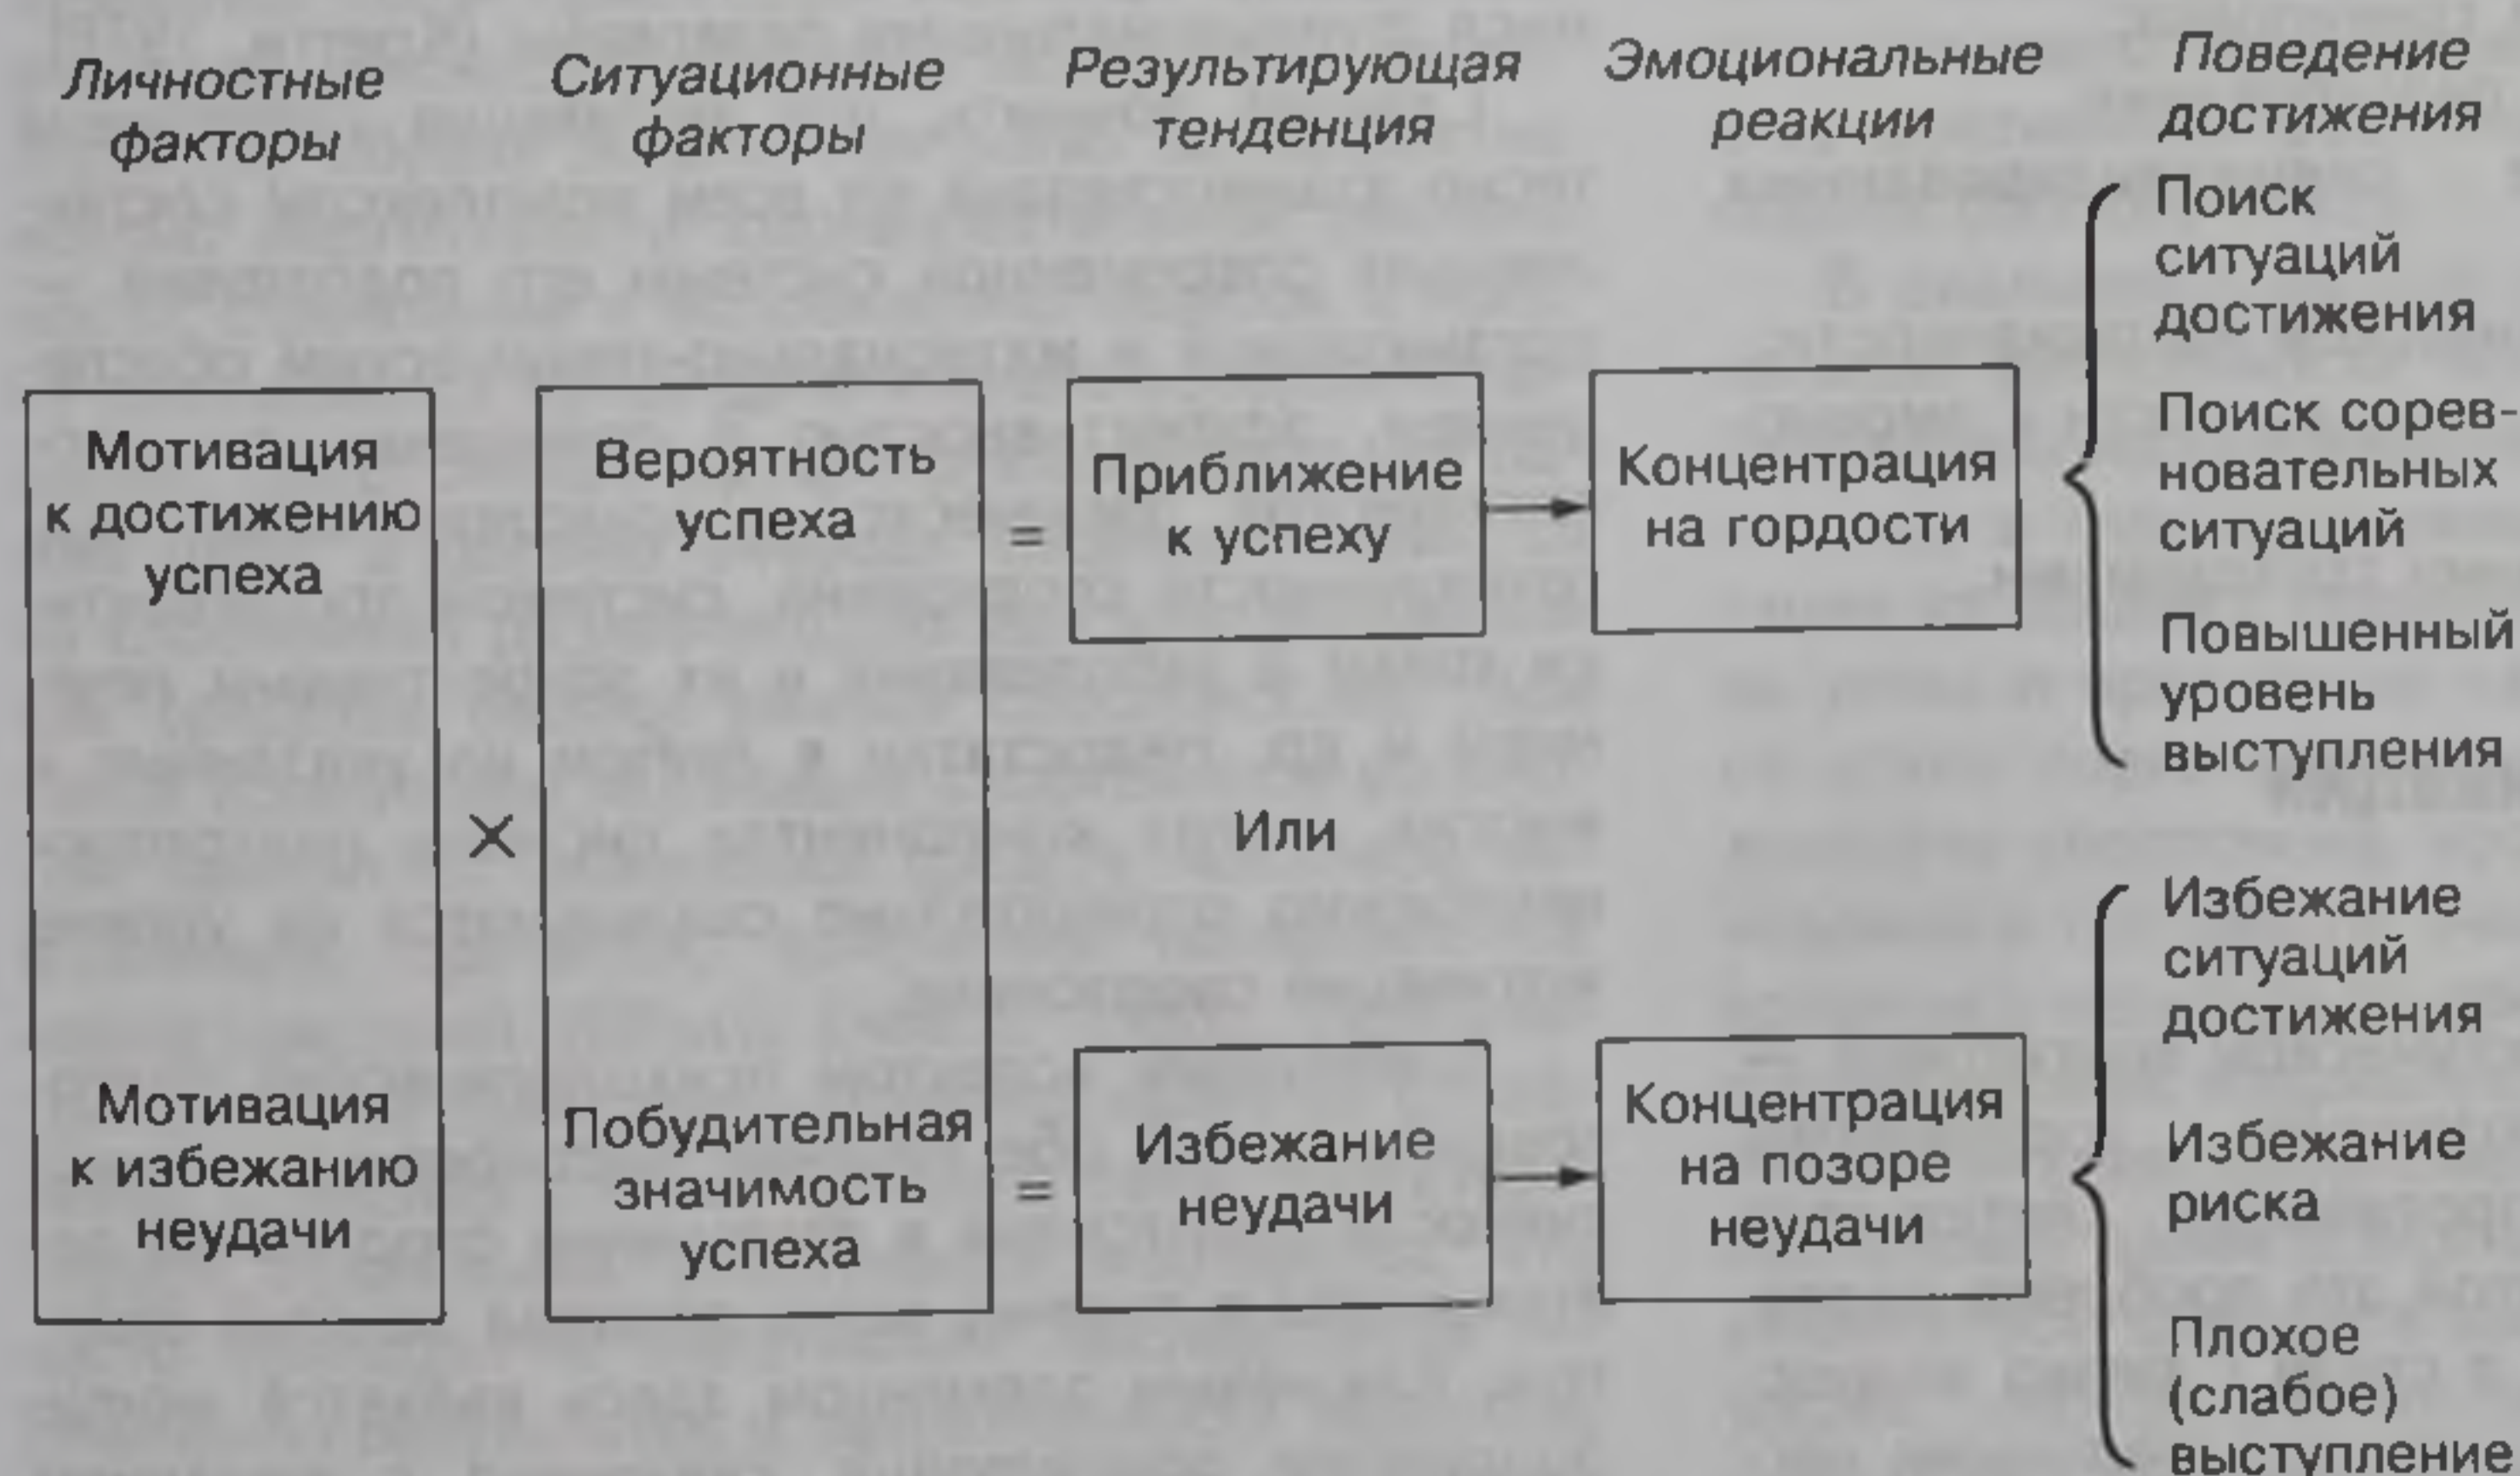 Личностные
факторы
Ситуационные
факторы
Результирующая
тенденция
Эмоциональные
реакции
Поведение
достижения
Мотивация
к достижению
успеха
Мотивация
к избежанию
неудачи
×
Вероятность
успеха
Побудительная
значимость
успеха
=
Приближение
к успеху
Концентрация
на гордости
Поиск
ситуаций
достижения
Поиск сорев-
новательных
ситуаций
Повышенный
уровень
выступления
Или
=
Избежание
неудачи
Концентрация
на позоре
неудачи
Избежание
ситуаций
достижения
Избежание
риска
Плохое
(слабое)
выступление